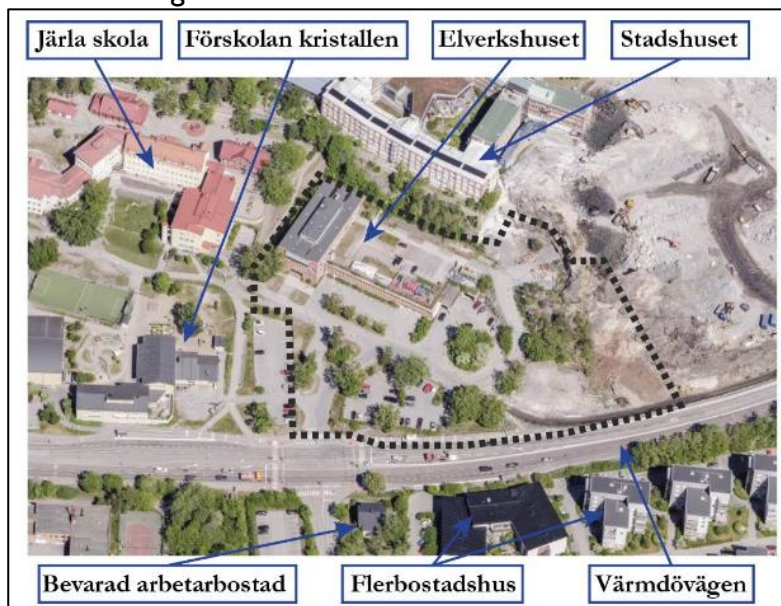 Järla skola
Förskolan kristallen
Elverkshuset
Stadshuset
Bevarad arbetarbostad
Flerbostadshus
Värmdövägen